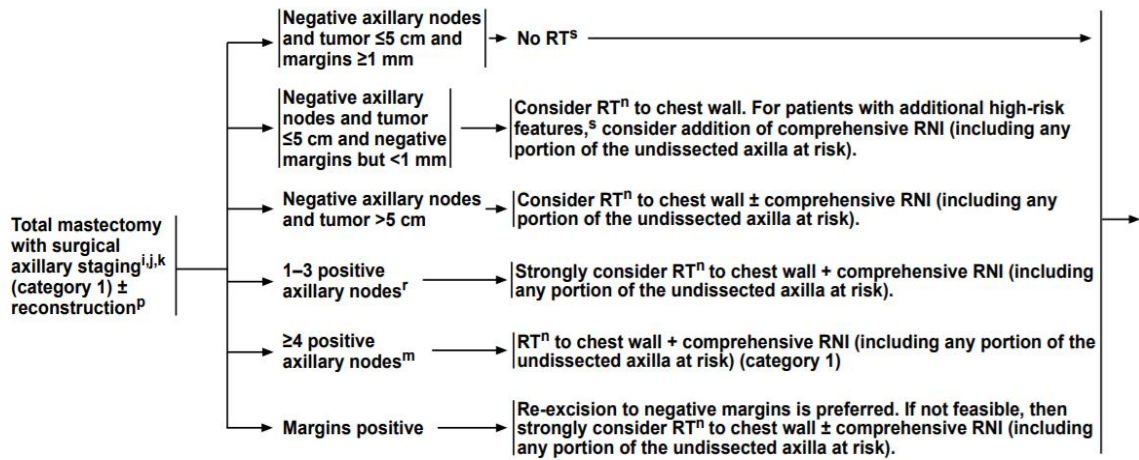 Negative axillary nodes
and tumor ≤5 cm and
margins ≥1 mm
No RTs
Negative axillary
nodes and tumor
≤5 cm and negative
margins but <1 mm
Consider RTn to chest wall. For patients with additional high-risk
features,s consider addition of comprehensive RNI (including any
portion of the undissected axilla at risk).
Negative axillary nodes
and tumor >5 cm
Consider RTn to chest wall ± comprehensive RNI (including any
portion of the undissected axilla at risk).
Total mastectomy
with surgical
axillary stagingi,j,k
(category 1) ±
reconstructionp
1–3 positive
axillary nodesr
Strongly consider RTn to chest wall + comprehensive RNI (including
any portion of the undissected axilla at risk).
≥4 positive
axillary nodesm
RTn to chest wall + comprehensive RNI (including any portion of the
undissected axilla at risk) (category 1)
Margins positive
Re-excision to negative margins is preferred. If not feasible, then
strongly consider RTn to chest wall ± comprehensive RNI (including
any portion of the undissected axilla at risk).